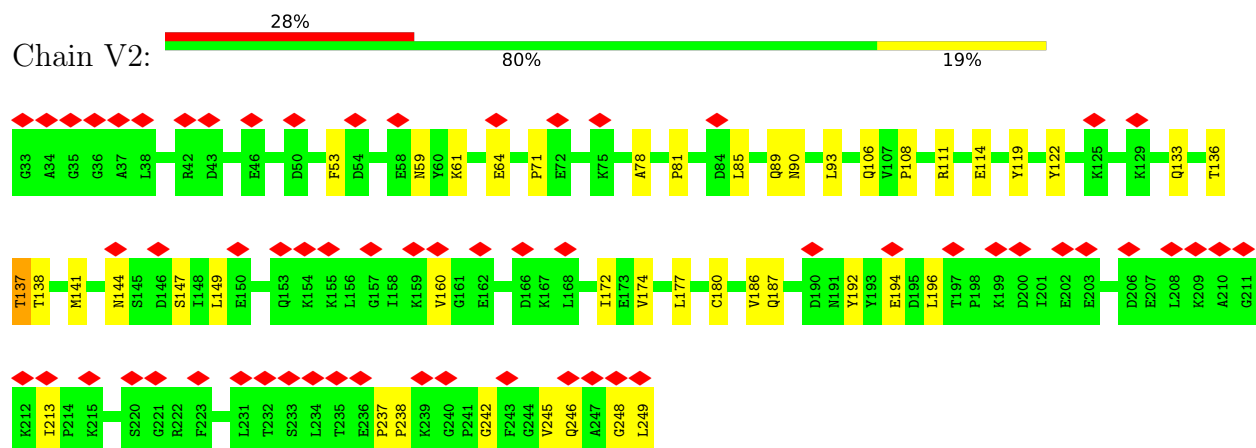 28%
Chain V2:
80% 19%
G33 A34 G35 G36 A37 L38 R42 D43 E46 D50 F53 D54 E58 N59 Y60 K61 E64 P71 E72 K75 A78 P81 D84 L85 Q89 N90 L93 Q106 V107 P108 R111 E114 Y119 Y122 K125 K129 Q133 T136
T137 T138 M141 N144 S145 D146 S147 I148 L149 E150 Q153 K154 K155 L156 G157 I158 K159 V160 G161 E162 D166 K167 L168 I172 E173 V174 L177 C180 V186 Q187 D190 N191 Y192 Y193 E194 D195 L196 T197 P198 K199 D200 I201 E202 E203 D206 E207 L208 K209 A210 G211
K212 I213 P214 K215 S220 G221 R222 F223 L231 T232 S233 L234 T235 E236 P237 P238 K239 G240 P241 G242 F243 G244 V245 Q246 A247 G248 L249